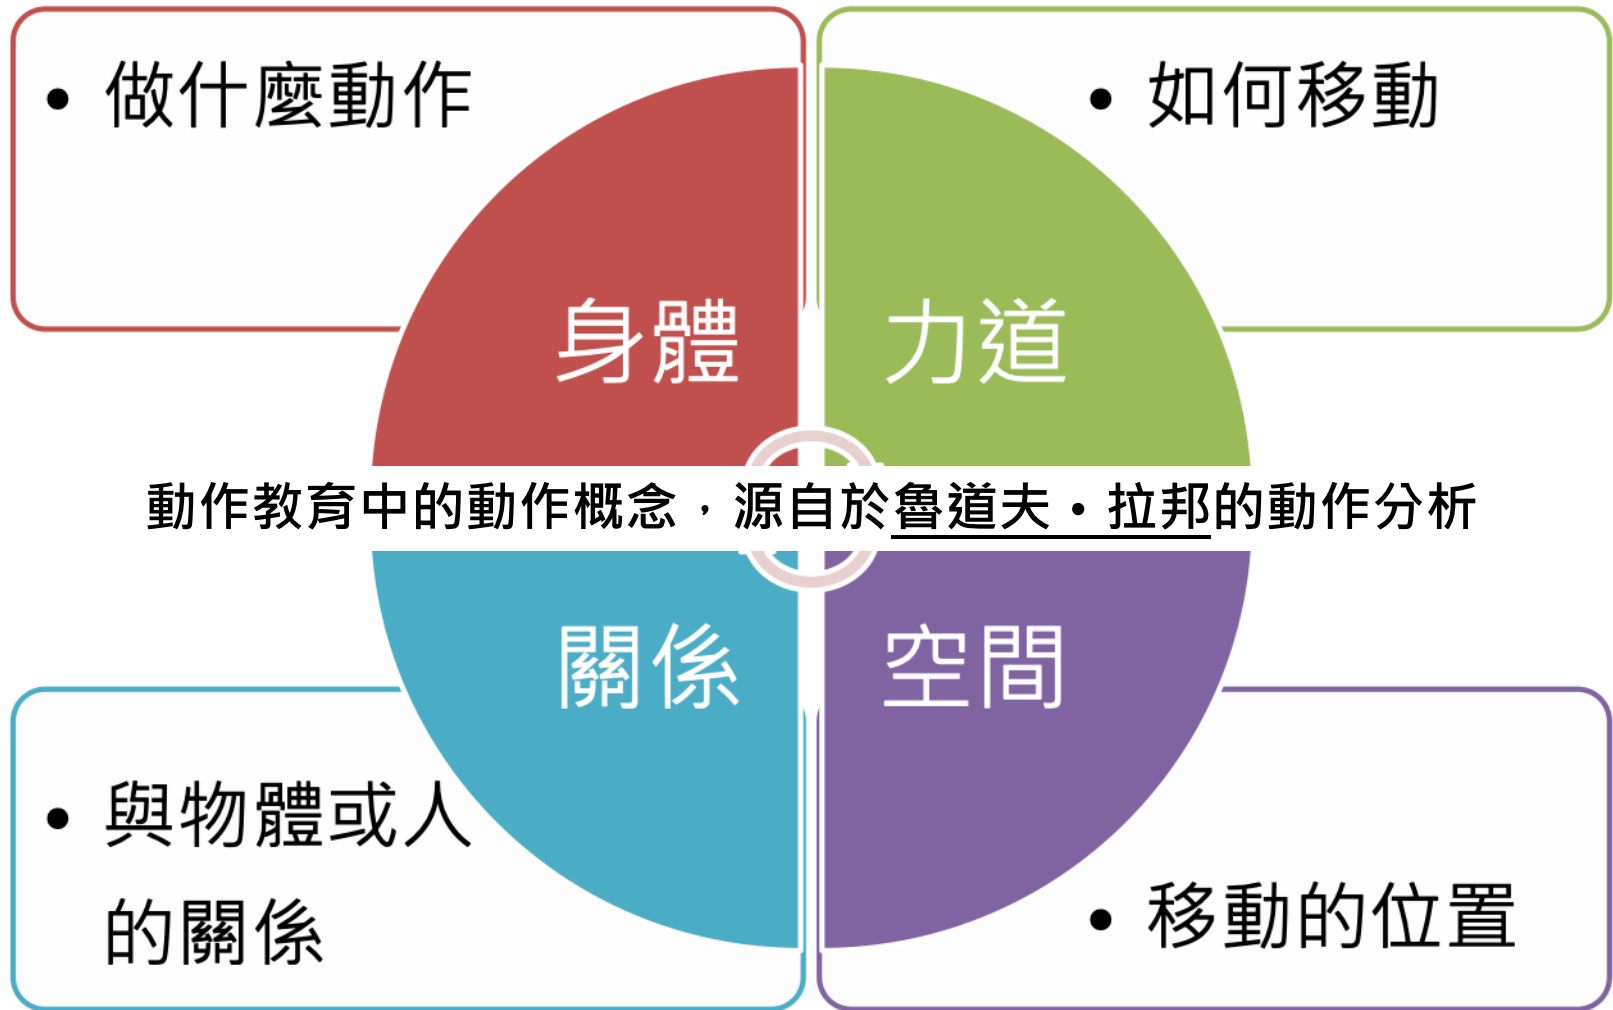 • 做什麼動作
• 如何移動
身體
力道
動作教育中的動作概念，源自於魯道夫•拉邦的動作分析
關係
空間
• 與物體或人
的關係
• 移動的位置